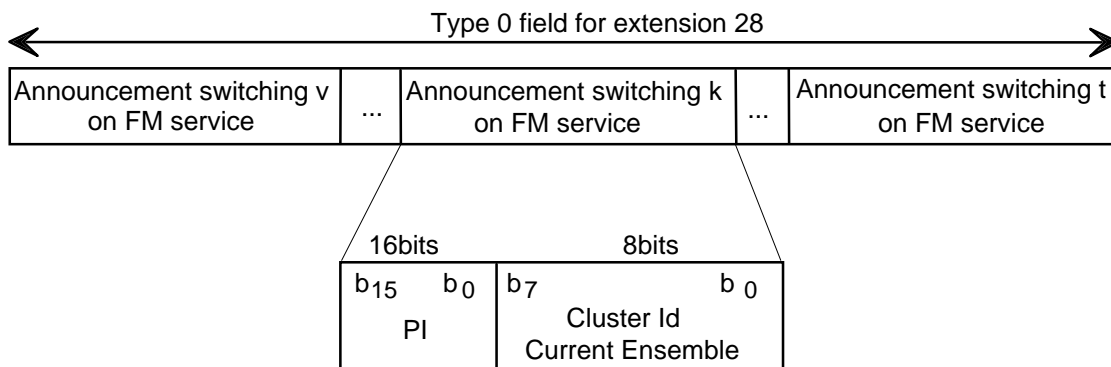 Type 0 field for extension 28
Announcement switching v
on FM service
...
Announcement switching k
on FM service
...
Announcement switching t
on FM service
16bits
8bits
b15 b0
PI
b7 b0
Cluster Id
Current Ensemble